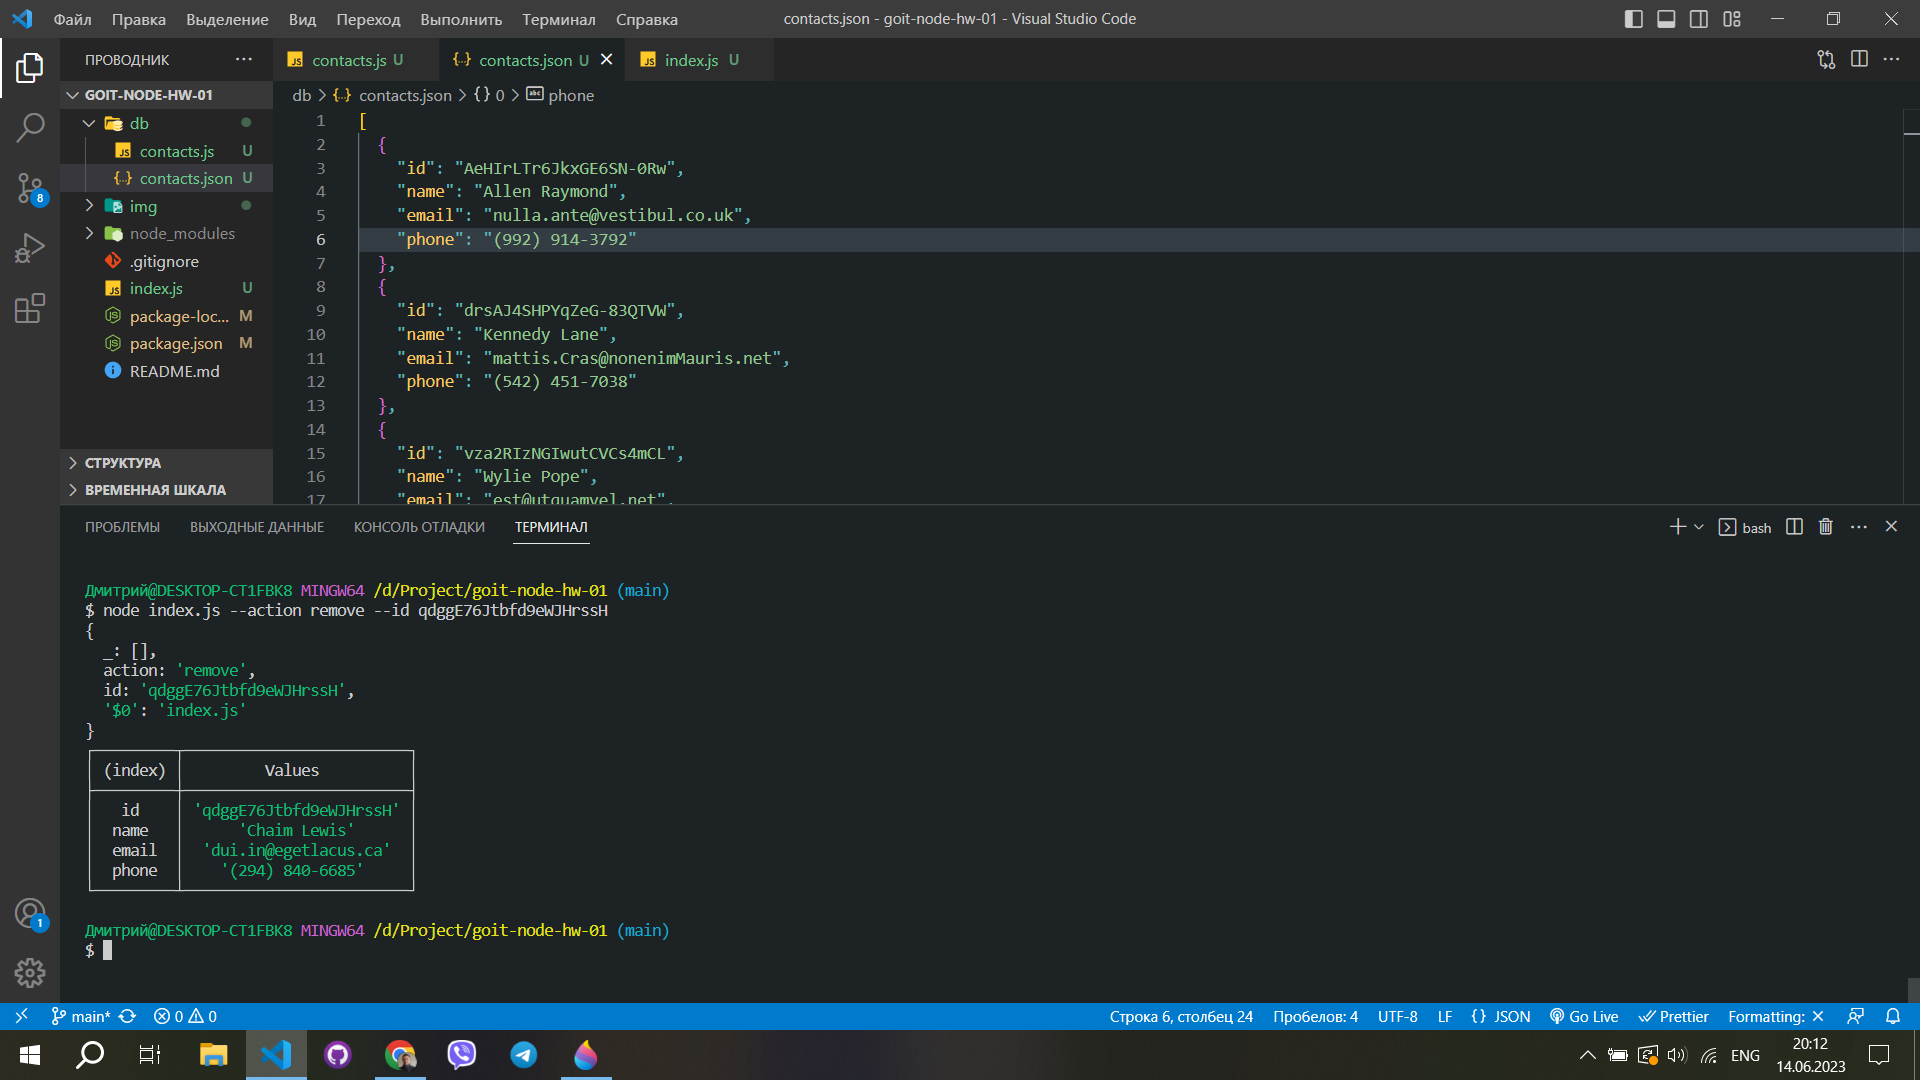 Файл Правка Выделение Вид Переход Выполнить Терминал Справка
contacts.json - goit-node-hw-01 - Visual Studio Code
ПРОВОДНИК
GOIT-NODE-HW-01
db
contacts.js U
contacts.json U
img
node_modules
.gitignore
index.js U
package-loc... M
package.json M
README.md
СТРУКТУРА
ВРЕМЕННАЯ ШКАЛА
8
1
contacts.js U
contacts.json U
index.js U
db > contacts.json > {} 0 > phone
1 [
2 {
3 "id": "AeHIrLTr6JkxGE6SN-0Rw",
4 "name": "Allen Raymond",
5 "email": "nulla.ante@vestibul.co.uk",
6 "phone": "(992) 914-3792"
7 },
8 {
9 "id": "drsAJ4SHPYqZeG-83QTVW",
10 "name": "Kennedy Lane",
11 "email": "mattis.Cras@nonenimMauris.net",
12 "phone": "(542) 451-7038"
13 },
14 {
15 "id": "vza2RIzNGIwutCVCs4mCL",
16 "name": "Wylie Pope",
17 "email": "est@utquamvel.net",
ПРОБЛЕМЫ ВЫХОДНЫЕ ДАННЫЕ КОНСОЛЬ ОТЛАДКИ ТЕРМИНАЛ
bash
Дмитрий@DESKTOP-CT1FBK8 MINGW64 /d/Project/goit-node-hw-01 (main)
$ node index.js --action remove --id qdggE76Jtbfd9eWJHrssH
{
_: [],
action: 'remove',
id: 'qdggE76Jtbfd9eWJHrssH',
'$0': 'index.js'
}
(index) Values
id 'qdggE76Jtbfd9eWJHrssH'
name 'Chaim Lewis'
email 'dui.in@egetlacus.ca'
phone '(294) 840-6685'
Дмитрий@DESKTOP-CT1FBK8 MINGW64 /d/Project/goit-node-hw-01 (main)
$
main* 0 0
Строка 6, столбец 24 Пробелов: 4 UTF-8 LF {} JSON Go Live Prettier Formatting: ✕
ENG
20:12
14.06.2023